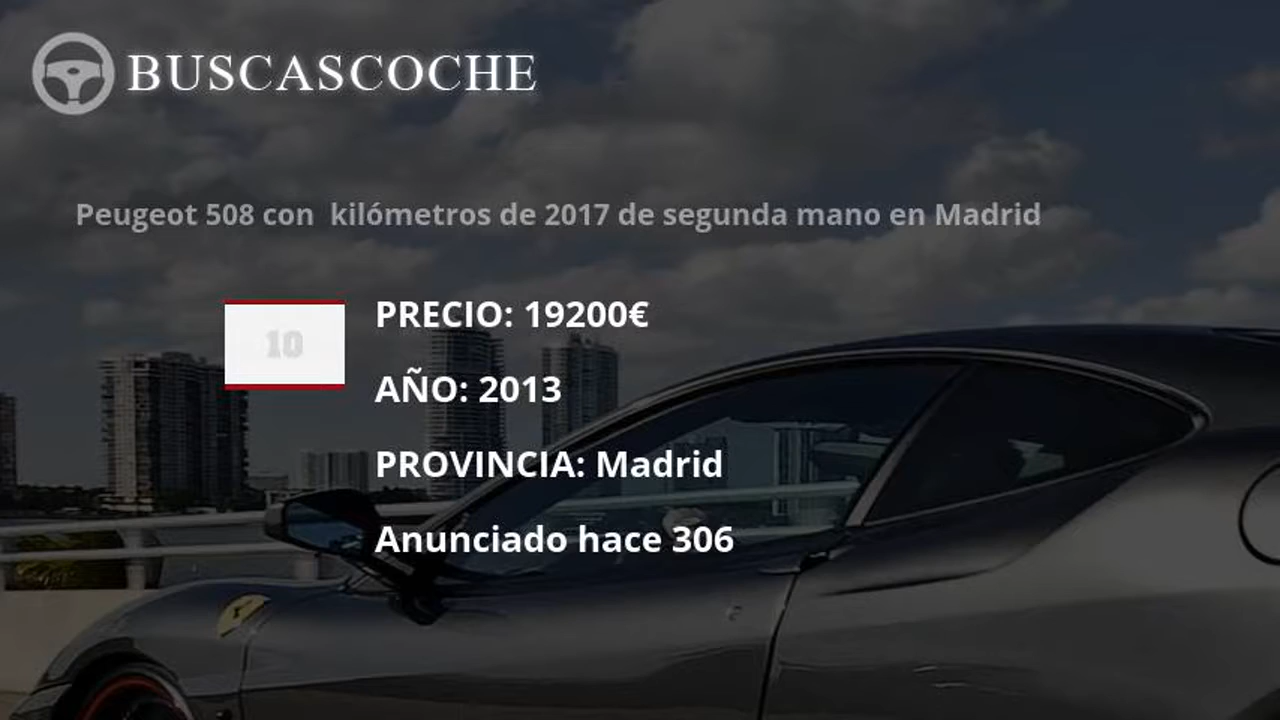 BUSCASCOCHE
Peugeot 508 con kilómetros de 2017 de segunda mano en Madrid
10
PRECIO: 19200€
AÑO: 2013
PROVINCIA: Madrid
Anunciado hace 306